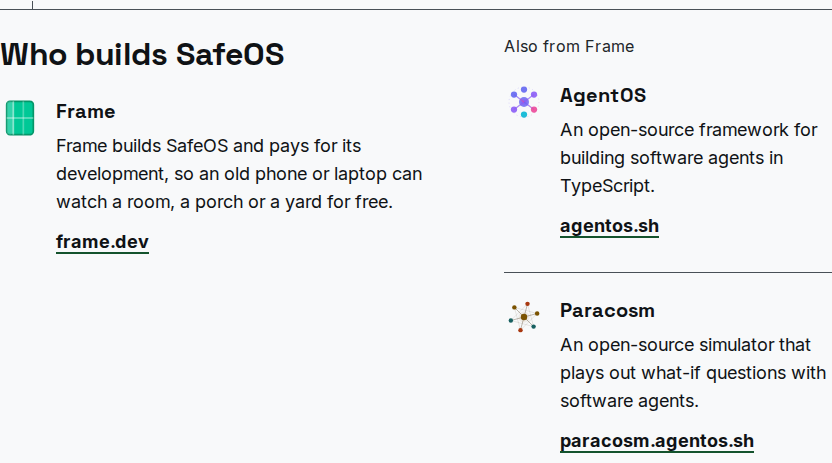 Who builds SafeOS
Frame
Frame builds SafeOS and pays for its
development, so an old phone or laptop can
watch a room, a porch or a yard for free.
frame.dev
Also from Frame
AgentOS
An open-source framework for
building software agents in
TypeScript.
agentos.sh
Paracosm
An open-source simulator that
plays out what-if questions with
software agents.
paracosm.agentos.sh